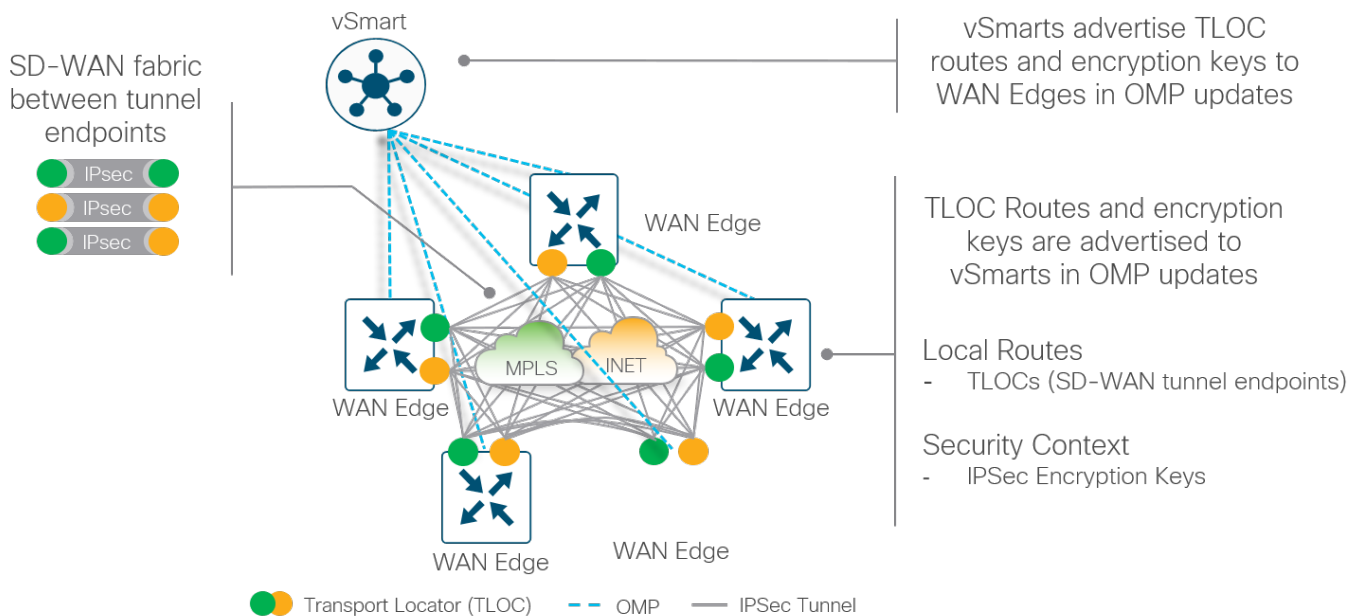 vSmart
SD-WAN fabric
between tunnel
endpoints
IPsec
IPsec
IPsec
vSmarts advertise TLOC
routes and encryption keys to
WAN Edges in OMP updates
WAN Edge
TLOC Routes and encryption
keys are advertised to
vSmarts in OMP updates
Local Routes
- TLOCs (SD-WAN tunnel endpoints)
Security Context
- IPSec Encryption Keys
MPLS
INET
WAN Edge
WAN Edge
WAN Edge
WAN Edge
Transport Locator (TLOC)
OMP
IPSec Tunnel